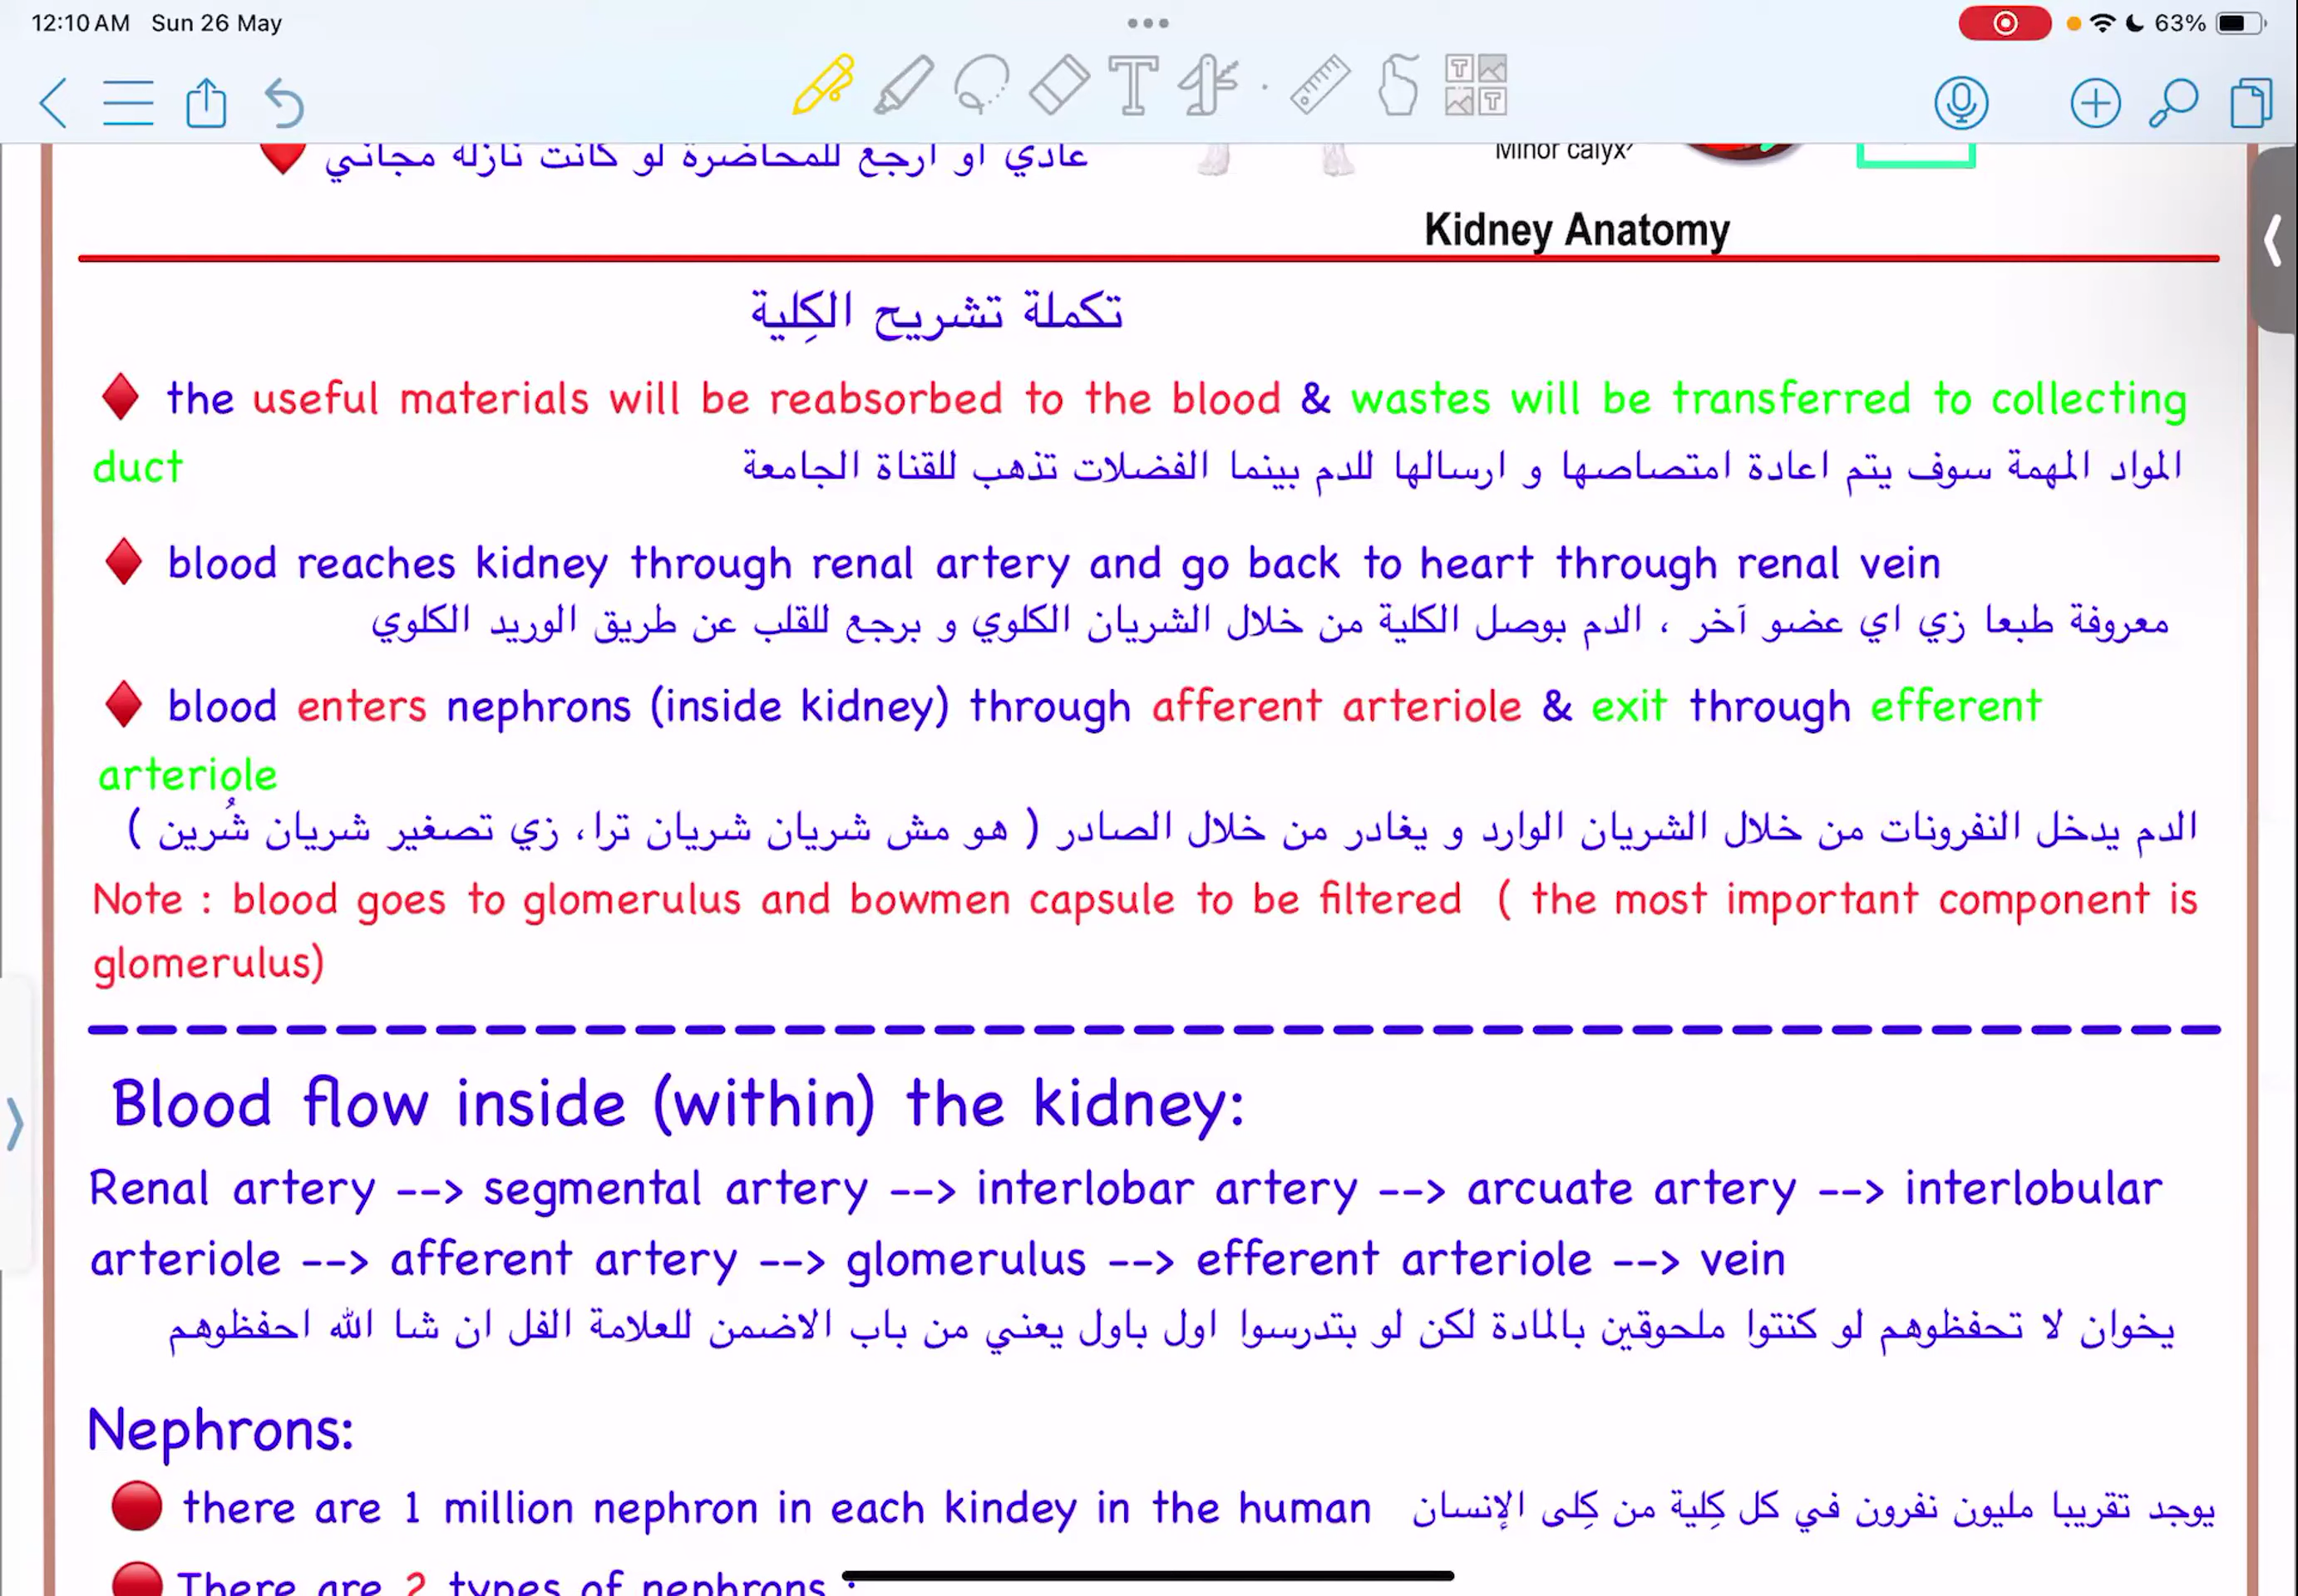 12:10 AM Sun 26 May
63%
عادي او ارجع للمحاضرة لو كانت نازلة مجاني
Minor calyx
Kidney Anatomy
تكملة تشريح الكِلية
the useful materials will be reabsorbed to the blood & wastes will be transferred to collecting
duct المواد المهمة سوف يتم اعادة امتصاصها و ارسالها للدم بينما الفضلات تذهب للقناة الجامعة
blood reaches kidney through renal artery and go back to heart through renal vein
معروفة طبعا زي اي عضو آخر ، الدم بوصل الكلية من خلال الشريان الكلوي و برجع للقلب عن طريق الوريد الكلوي
blood enters nephrons (inside kidney) through afferent arteriole & exit through efferent
arteriole
الدم يدخل النفرونات من خلال الشريان الوارد و يغادر من خلال الصادر ( هو مش شريان شريان ترا، زي تصغير شريان شُرين )
Note : blood goes to glomerulus and bowmen capsule to be filtered ( the most important component is
glomerulus)
Blood flow inside (within) the kidney:
Renal artery --> segmental artery --> interlobar artery --> arcuate artery --> interlobular
arteriole --> afferent artery --> glomerulus --> efferent arteriole --> vein
يخوان لا تحفظوهم لو كنتوا ملحوقين بالمادة لكن لو بتدرسوا اول باول يعني من باب الاضمن للعلامة الفل ان شا الله احفظوهم
Nephrons:
there are 1 million nephron in each kindey in the human يوجد تقريبا مليون نفرون في كل كِلية من كِلى الإنسان
There are 2 types of nephrons :